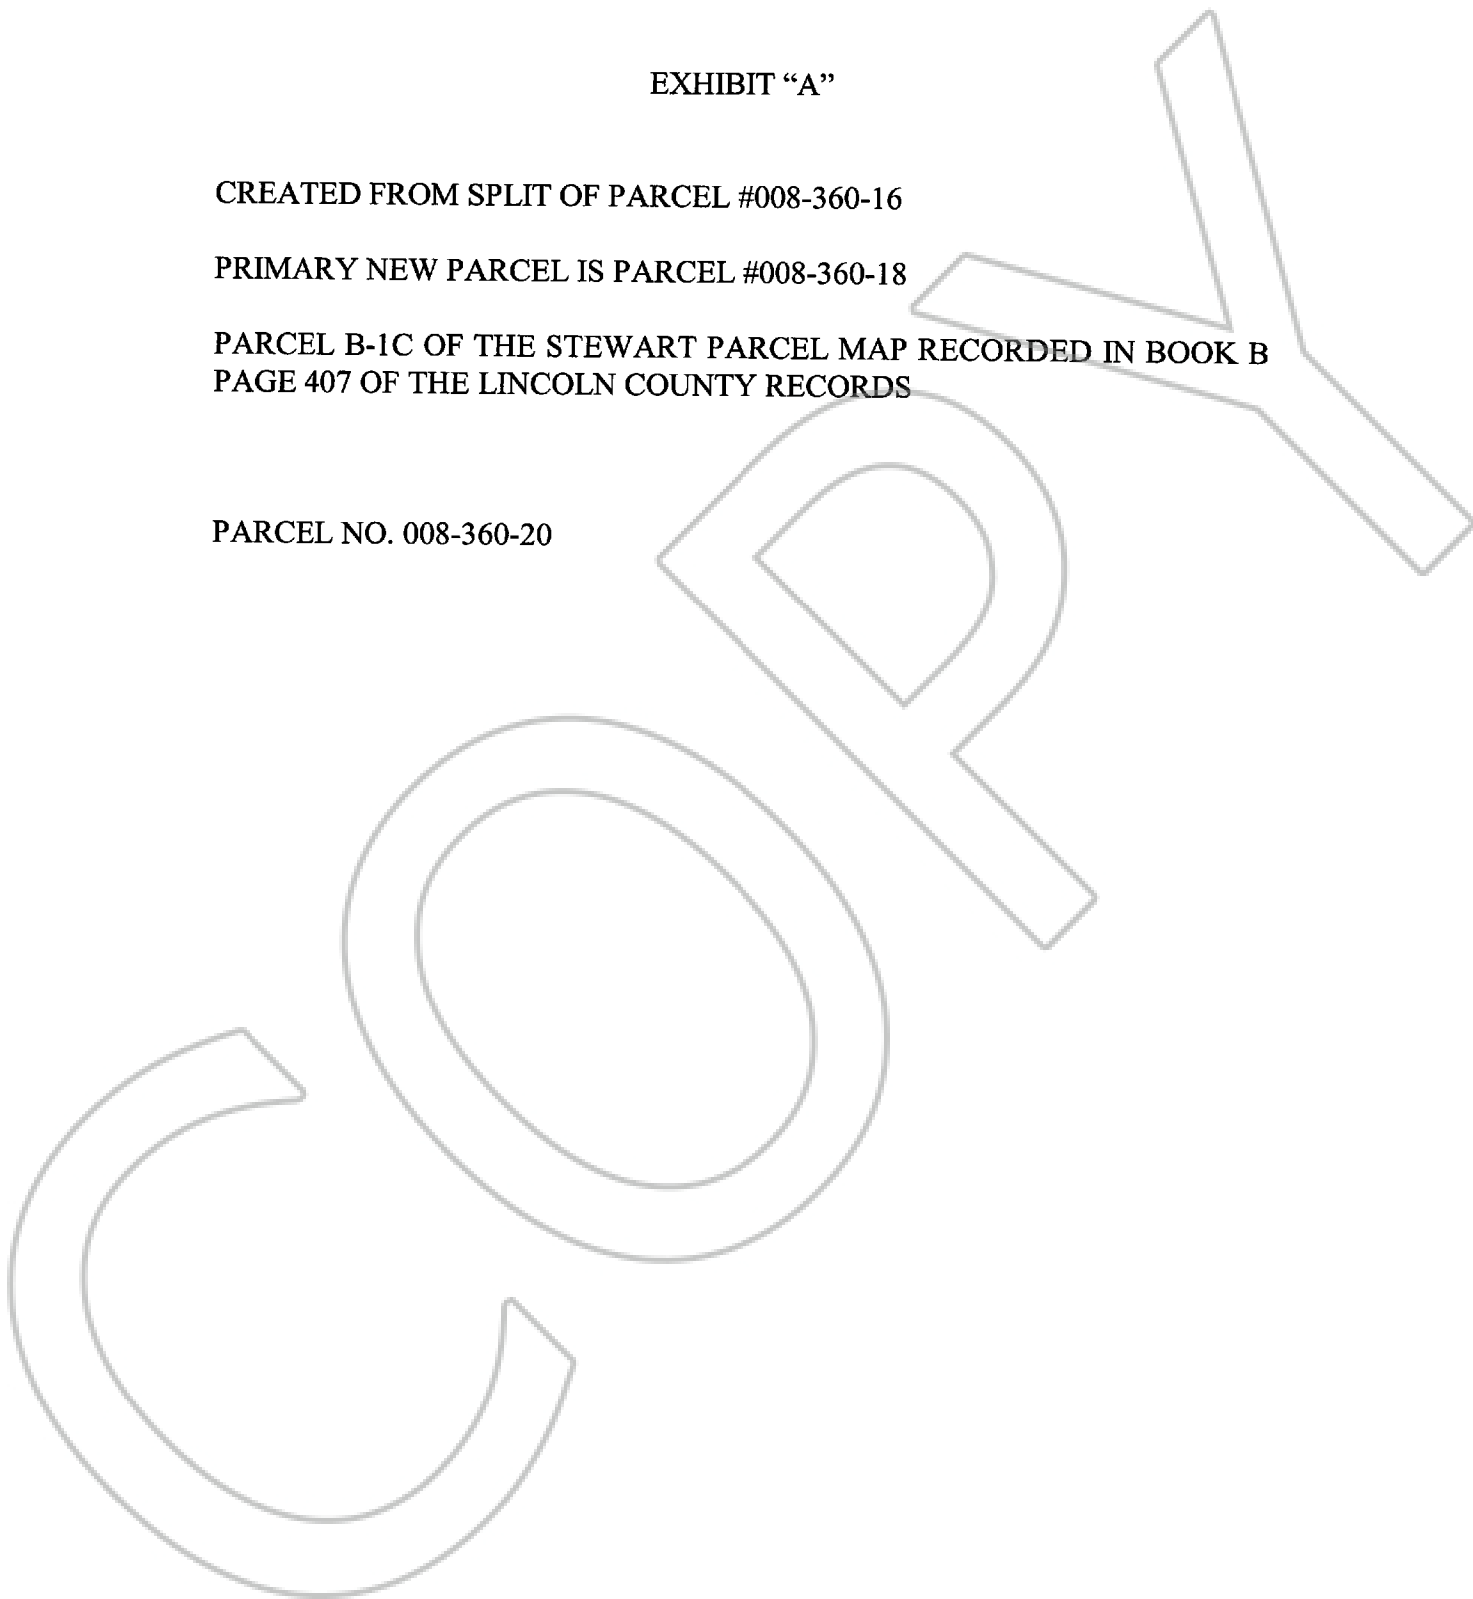 EXHIBIT “A”
CREATED FROM SPLIT OF PARCEL #008-360-16
PRIMARY NEW PARCEL IS PARCEL #008-360-18
PARCEL B-1C OF THE STEWART PARCEL MAP RECORDED IN BOOK B
PAGE 407 OF THE LINCOLN COUNTY RECORDS
PARCEL NO. 008-360-20
COPY